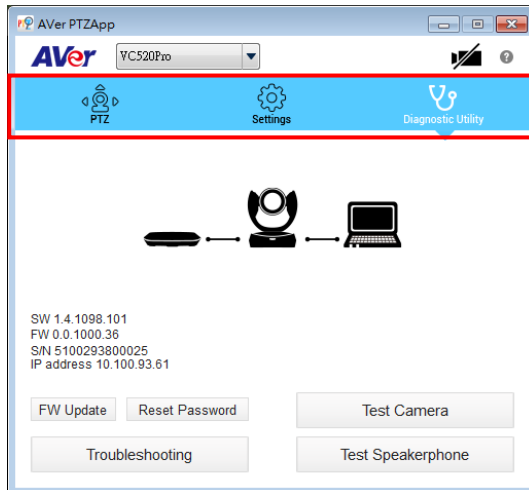 AVer PTZApp
AVer VC520Pro ?
PTZ Settings Diagnostic Utility
SW 1.4.1098.101
FW 0.0.1000.36
S/N 5100293800025
IP address 10.100.93.61
FW Update Reset Password Test Camera
Troubleshooting Test Speakerphone